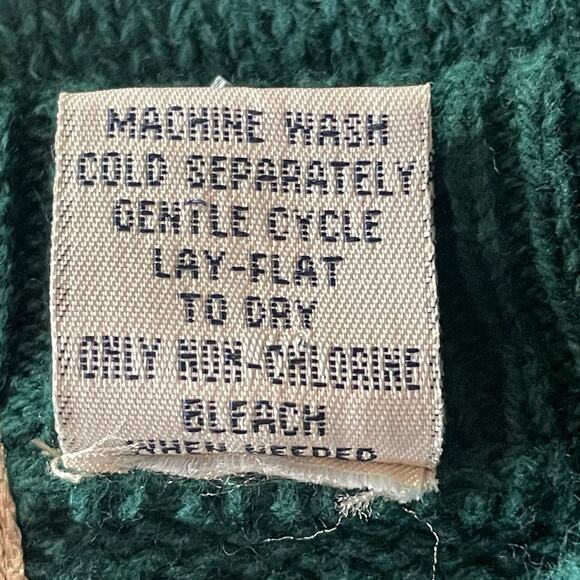 MACHINE WASH
COLD SEPARATELY
GENTLE CYCLE
LAY-FLAT
TO DRY
ONLY NON-CHLORINE
BLEACH
WHEN NEEDED